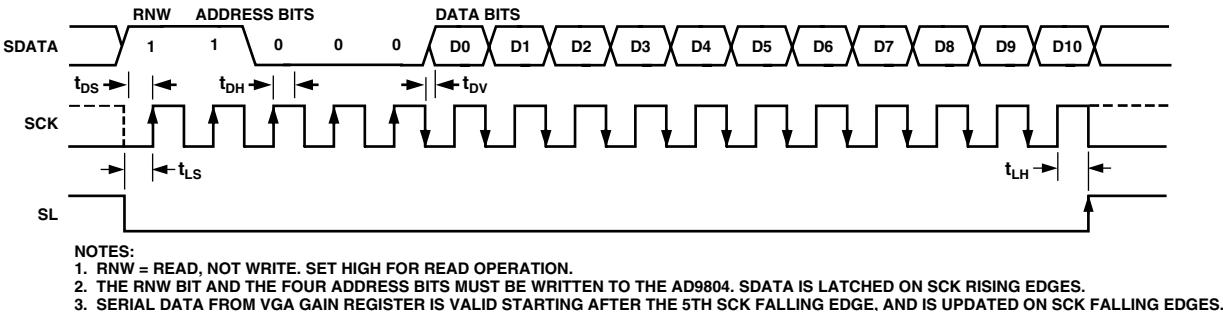 RNW ADDRESS BITS DATA BITS
SDATA 1 1 0 0 0 D0 D1 D2 D3 D4 D5 D6 D7 D8 D9 D10
tDS tDH tDV
SCK
tLS tLH
SL
NOTES:
1. RNW = READ, NOT WRITE. SET HIGH FOR READ OPERATION.
2. THE RNW BIT AND THE FOUR ADDRESS BITS MUST BE WRITTEN TO THE AD9804. SDATA IS LATCHED ON SCK RISING EDGES.
3. SERIAL DATA FROM VGA GAIN REGISTER IS VALID STARTING AFTER THE 5TH SCK FALLING EDGE, AND IS UPDATED ON SCK FALLING EDGES.